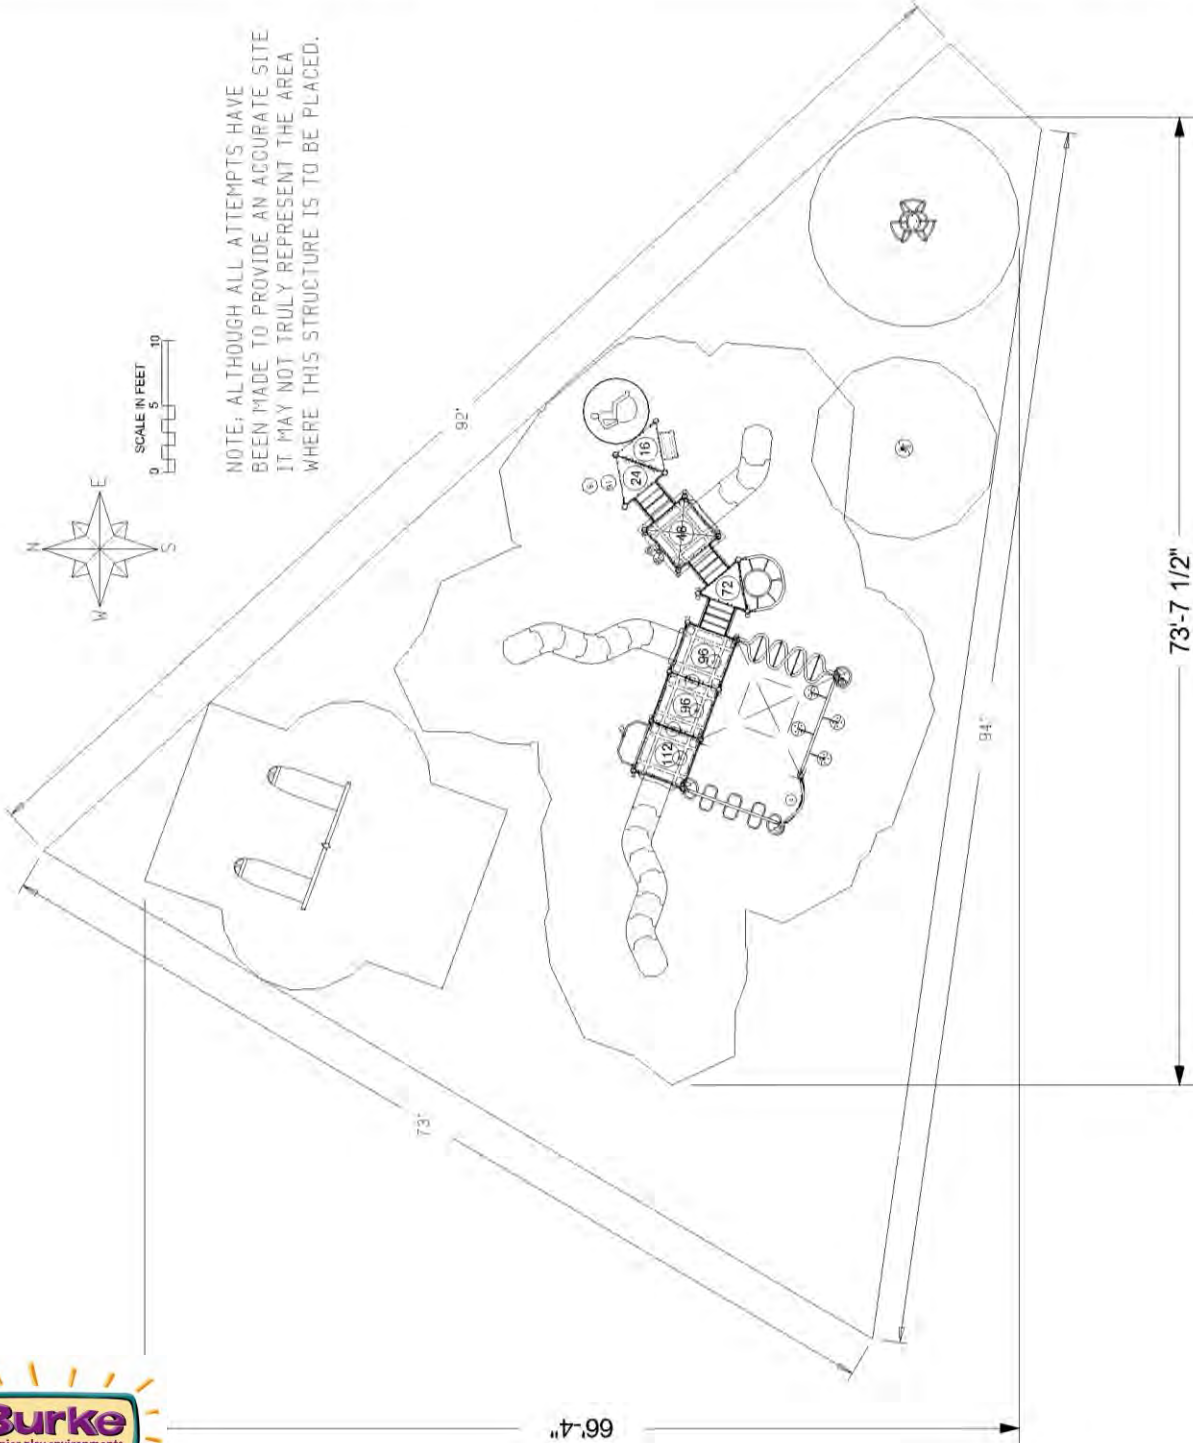 N
W
E
S
SCALE IN FEET
0 5 10
NOTE: ALTHOUGH ALL ATTEMPTS HAVE
BEEN MADE TO PROVIDE AN ACCURATE SITE
IT MAY NOT TRULY REPRESENT THE AREA
WHERE THIS STRUCTURE IS TO BE PLACED.
92'
73'
94'
16
24
48
72
96
96
112
73'-7 1/2"
66'-4"
Burke